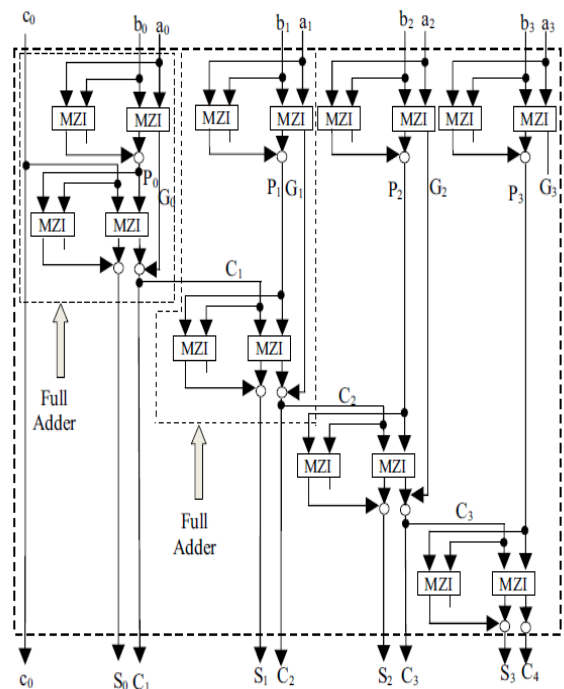 c0 b0 a0 b1 a1 b2 a2 b3 a3
MZI MZI MZI MZI MZI MZI MZI MZI
P0 G0 P1 G1 P2 G2 P3 G3
MZI MZI
C1
MZI MZI
Full
Adder
C2
MZI MZI
Full
Adder
C3
MZI MZI
c0 S0 C1 S1 C2 S2 C3 S3 C4